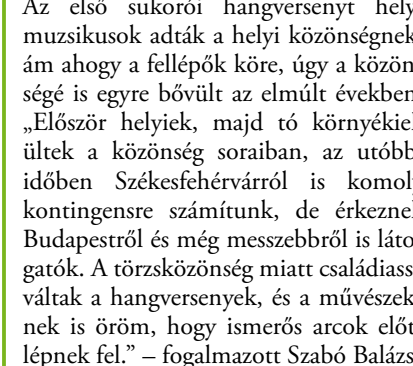 Az első sukorói hangversenyt hely
muzsikusok adták a helyi közönségnek
ám ahogy a fellépők köre, úgy a közön
ségé is egyre bővült az elmúlt években
„Először helyiek, majd tó környékie
ültek a közönség soraiban, az utóbb
időben Székesfehérvárról is komol
kontingensre számítunk, de érkezne
Budapestről és még messzebbről is láto
gatók. A törzsközönség miatt családiass
váltak a hangversenyek, és a művészek
nek is öröm, hogy ismerős arcok előt
lépnek fel.” – fogalmazott Szabó Balázs